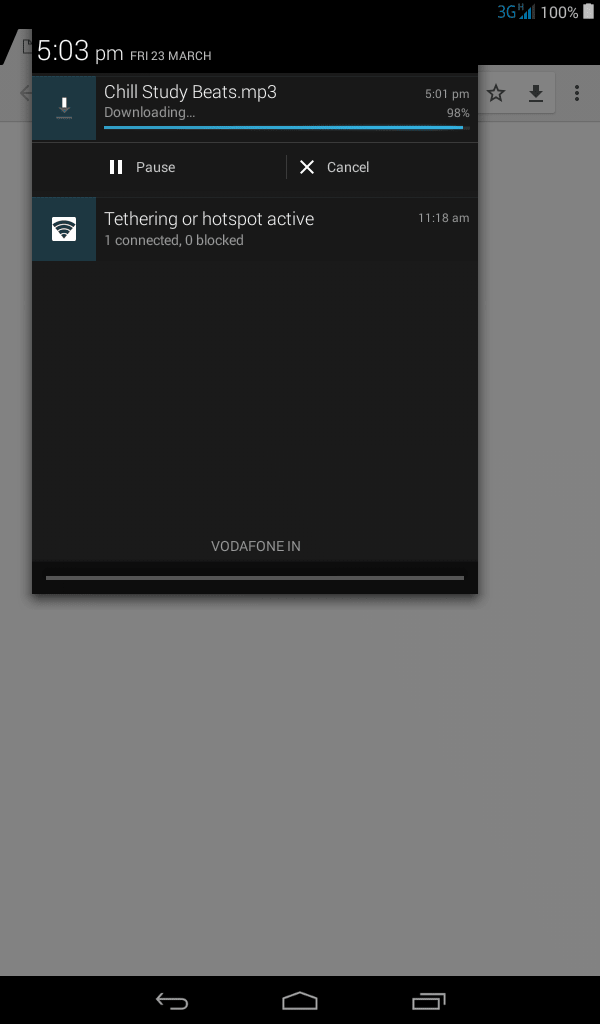 3G H 100%
5:03 pm FRI 23 MARCH
Chill Study Beats.mp3 5:01 pm
Downloading... 98%
Pause Cancel
Tethering or hotspot active 11:18 am
1 connected, 0 blocked
VODAFONE IN